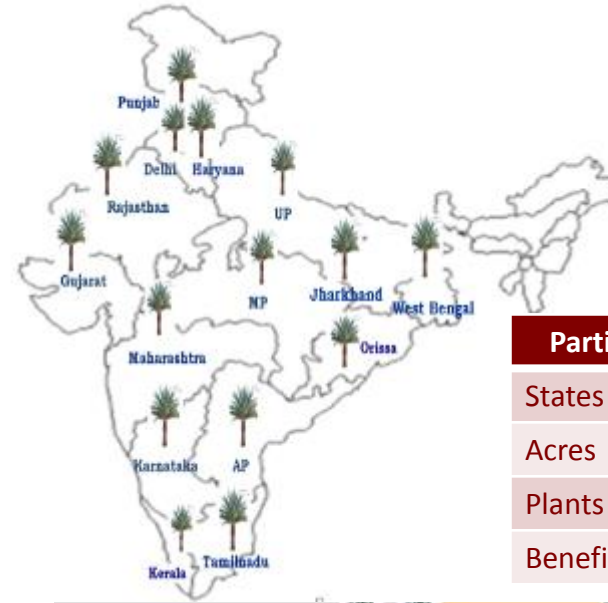 Punjab
Delhi Haryana
Rajasthan
UP
Gujarat
MP
Jharkhand
West Bengal
Maharashtra
Orissa
Karnataka
AP
Kerala
Tamilnadu
Parti
States
Acres
Plants
Benefi